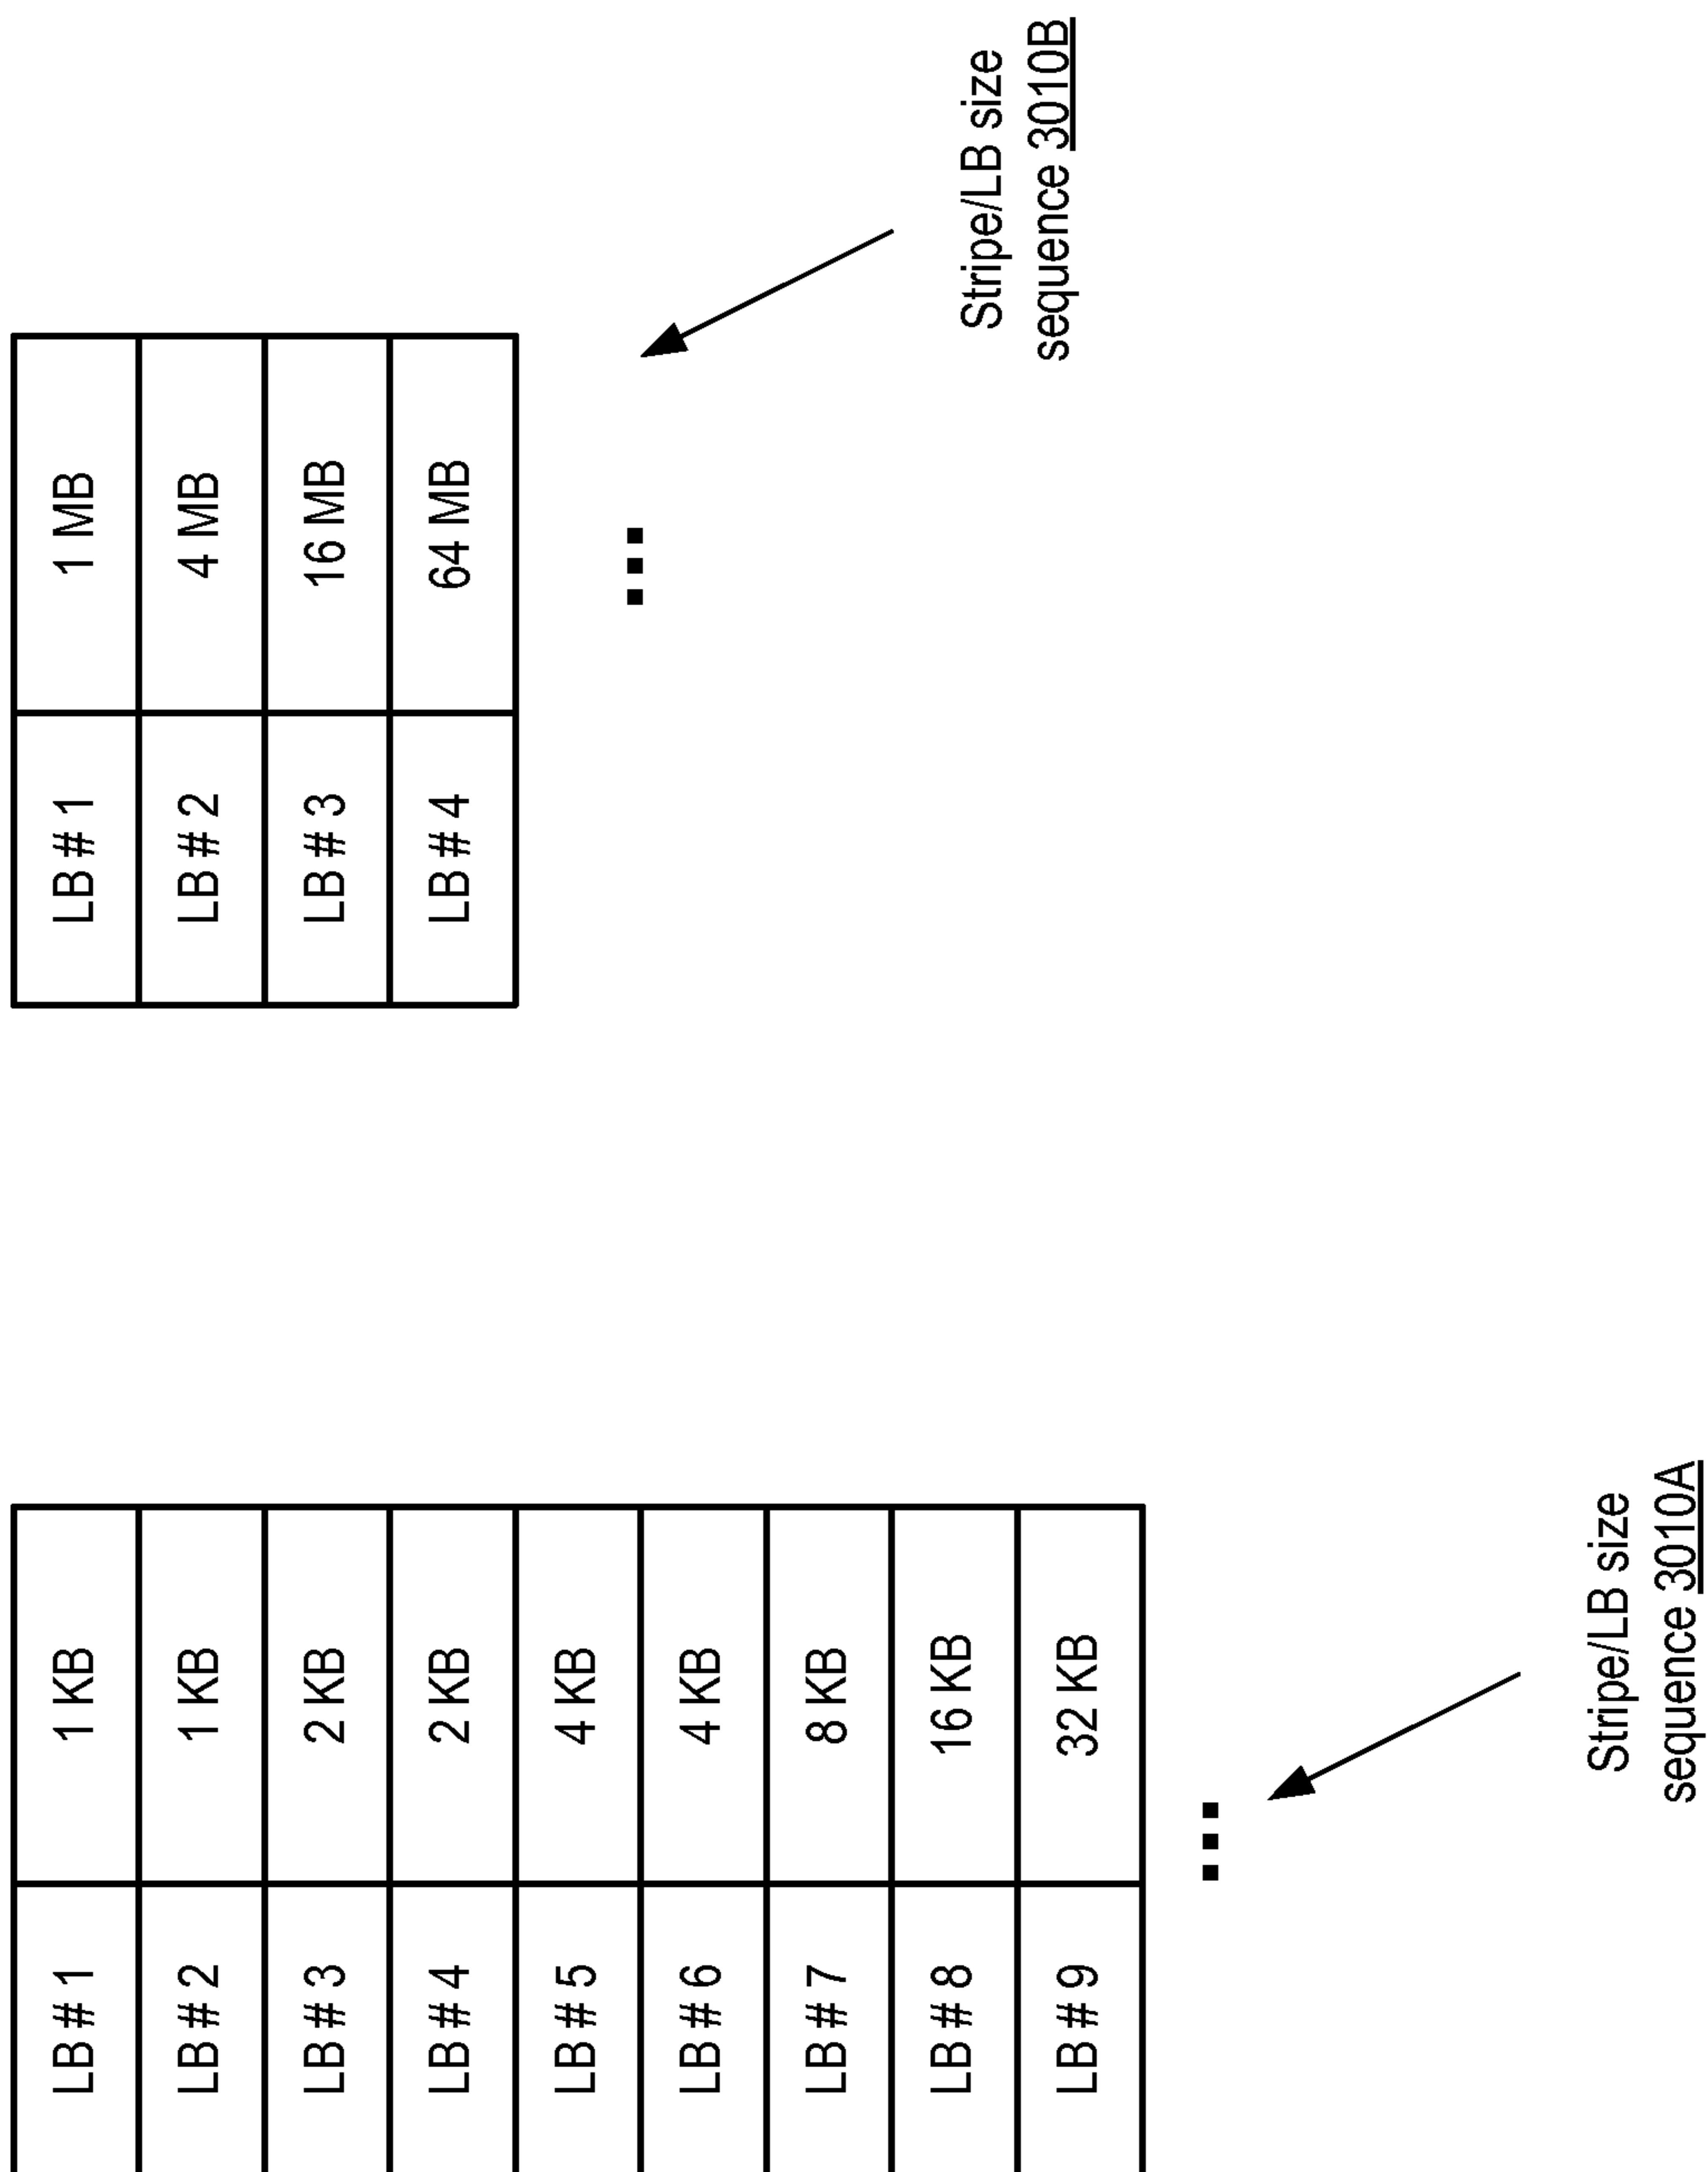 LB # 1 1 KB
LB # 2 1 KB
LB # 3 2 KB
LB # 4 2 KB
LB # 5 4 KB
LB # 6 4 KB
LB # 7 8 KB
LB # 8 16 KB
LB # 9 32 KB
...
Stripe/LB size
sequence 3010A
LB # 1 1 MB
LB # 2 4 MB
LB # 3 16 MB
LB # 4 64 MB
...
Stripe/LB size
sequence 3010B